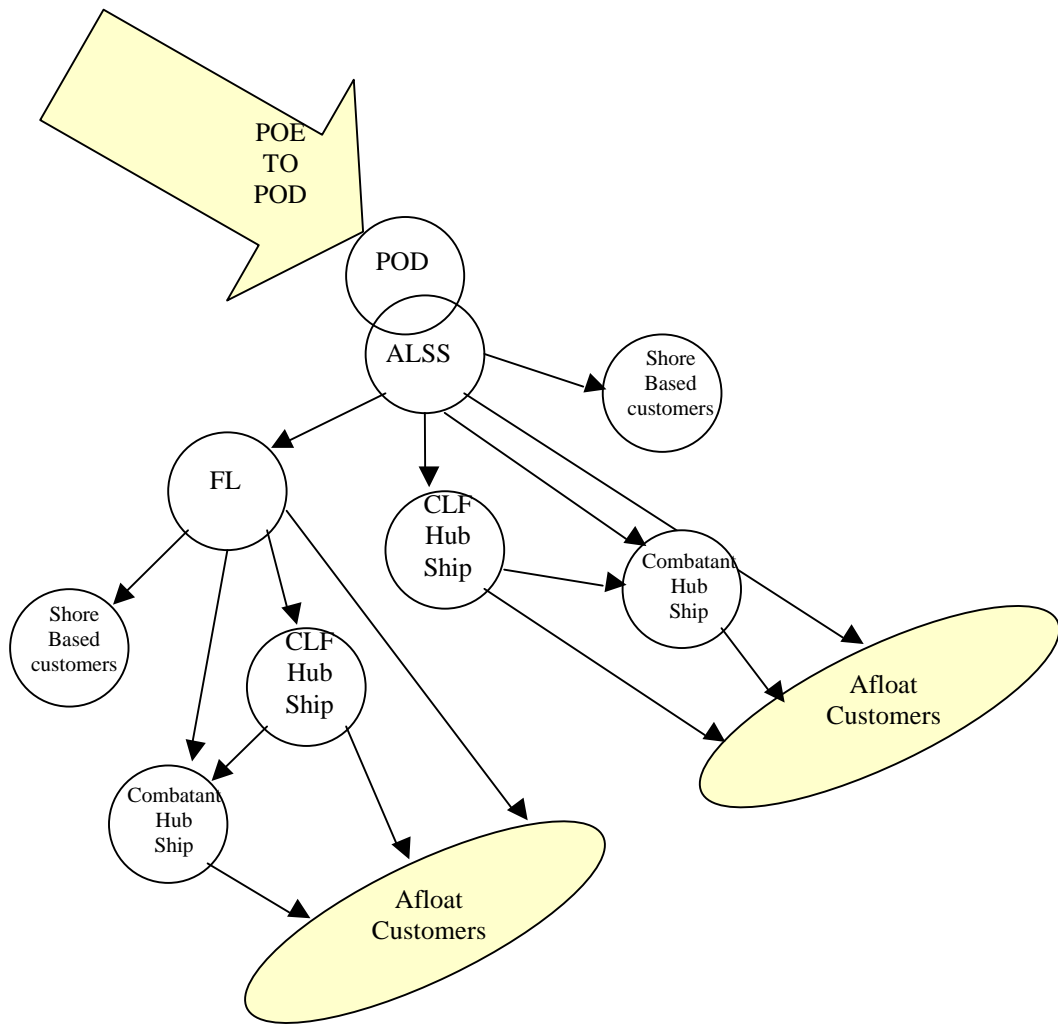 POE
TO
POD
POD
ALSS
Shore
Based
customers
FL
CLF
Hub
Ship
Combatant
Hub
Ship
Shore
Based
customers
CLF
Hub
Ship
Afloat
Customers
Combatant
Hub
Ship
Afloat
Customers